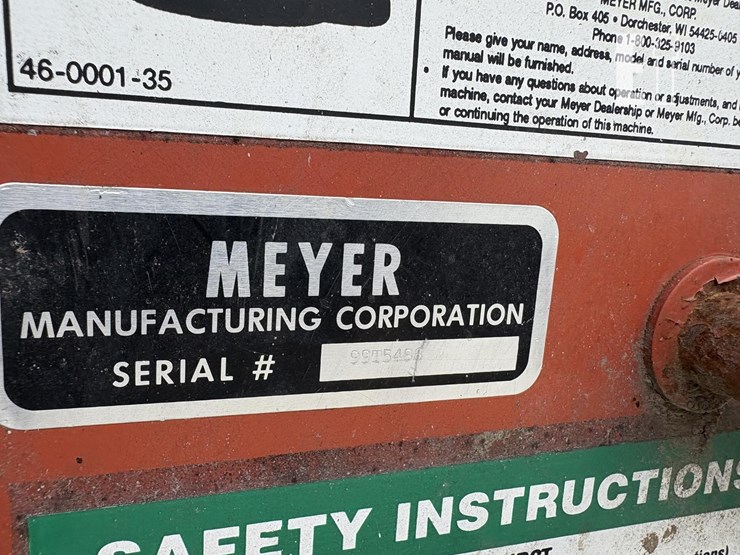 46-0001-35
MEYER MFG., CORP.
P.O. Box 405 • Dorchester, WI 54425-0405
Phone 1-800-325-9103
Please give your name, address, model and serial number of
manual will be furnished.
• If you have any questions about operation or adjustments, and
machine, contact your Meyer Dealership or Meyer Mfg., Corp.
or continuing the operation of this machine.
MEYER
MANUFACTURING CORPORATION
SERIAL #
SAFETY INSTRUCTIONS